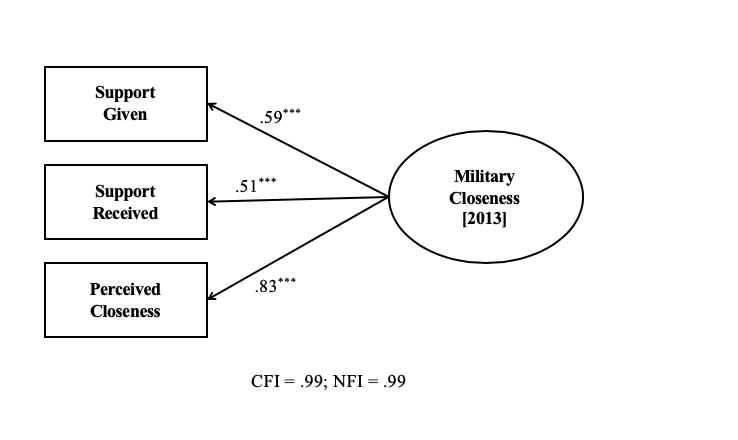 Support
Given
.59***
Support
Received
.51***
Perceived
Closeness
.83***
Military
Closeness
[2013]
CFI = .99; NFI = .99